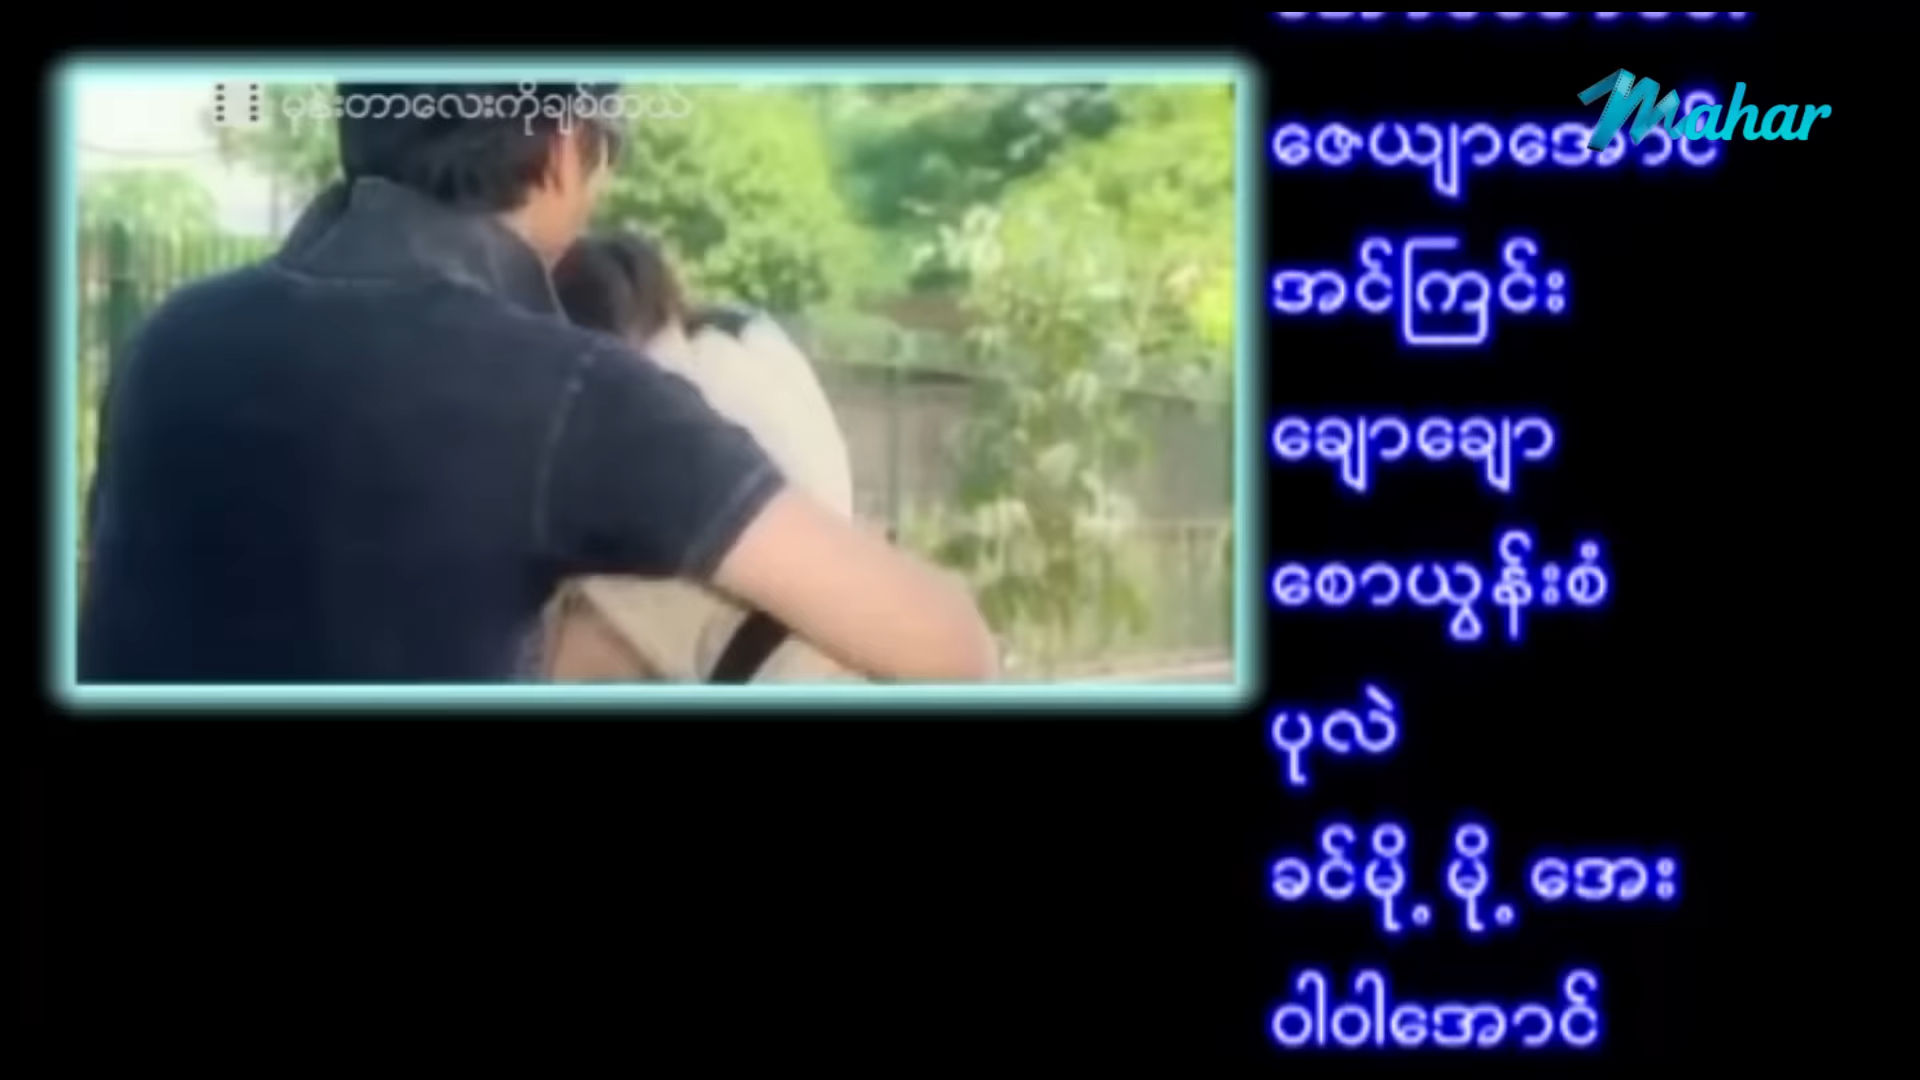 မုန်းတာလေးကိုချစ်တယ်
Mahar
ဇေယျာအောင်
အင်ကြင်း
ချောချော
စောယွန်းစံ
ပုလဲ
ခင်မို့မို့အေး
ဝါဝါအောင်